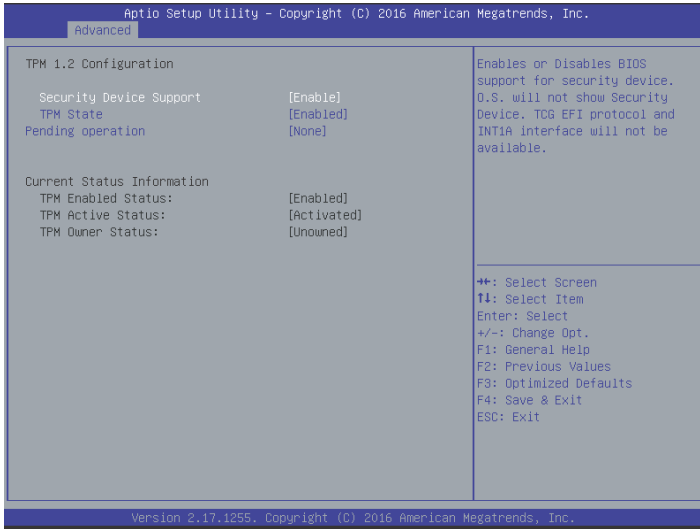 Aptio Setup Utility – Copyright (C) 2016 American Megatrends, Inc.
Advanced
TPM 1.2 Configuration
Security Device Support [Enable]
TPM State [Enabled]
Pending operation [None]
Current Status Information
TPM Enabled Status: [Enabled]
TPM Active Status: [Activated]
TPM Owner Status: [Unowned]
Enables or Disables BIOS
support for security device.
O.S. will not show Security
Device. TCG EFI protocol and
INT1A interface will not be
available.
→←: Select Screen
↑↓: Select Item
Enter: Select
+/-: Change Opt.
F1: General Help
F2: Previous Values
F3: Optimized Defaults
F4: Save & Exit
ESC: Exit
Version 2.17.1255. Copyright (C) 2016 American Megatrends, Inc.